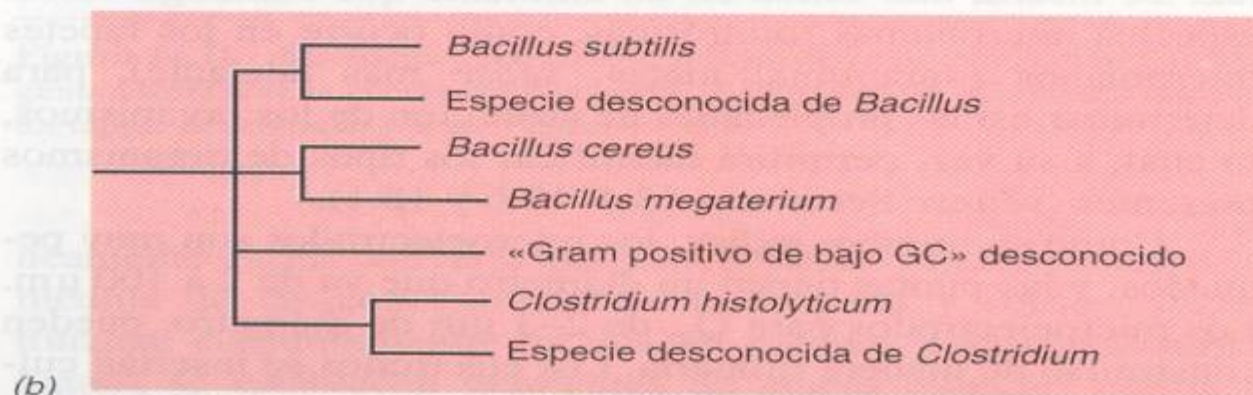 Bacillus subtilis
Especie desconocida de Bacillus
Bacillus cereus
Bacillus megaterium
«Gram positivo de bajo GC» desconocido
Clostridium histolyticum
Especie desconocida de Clostridium
(b)